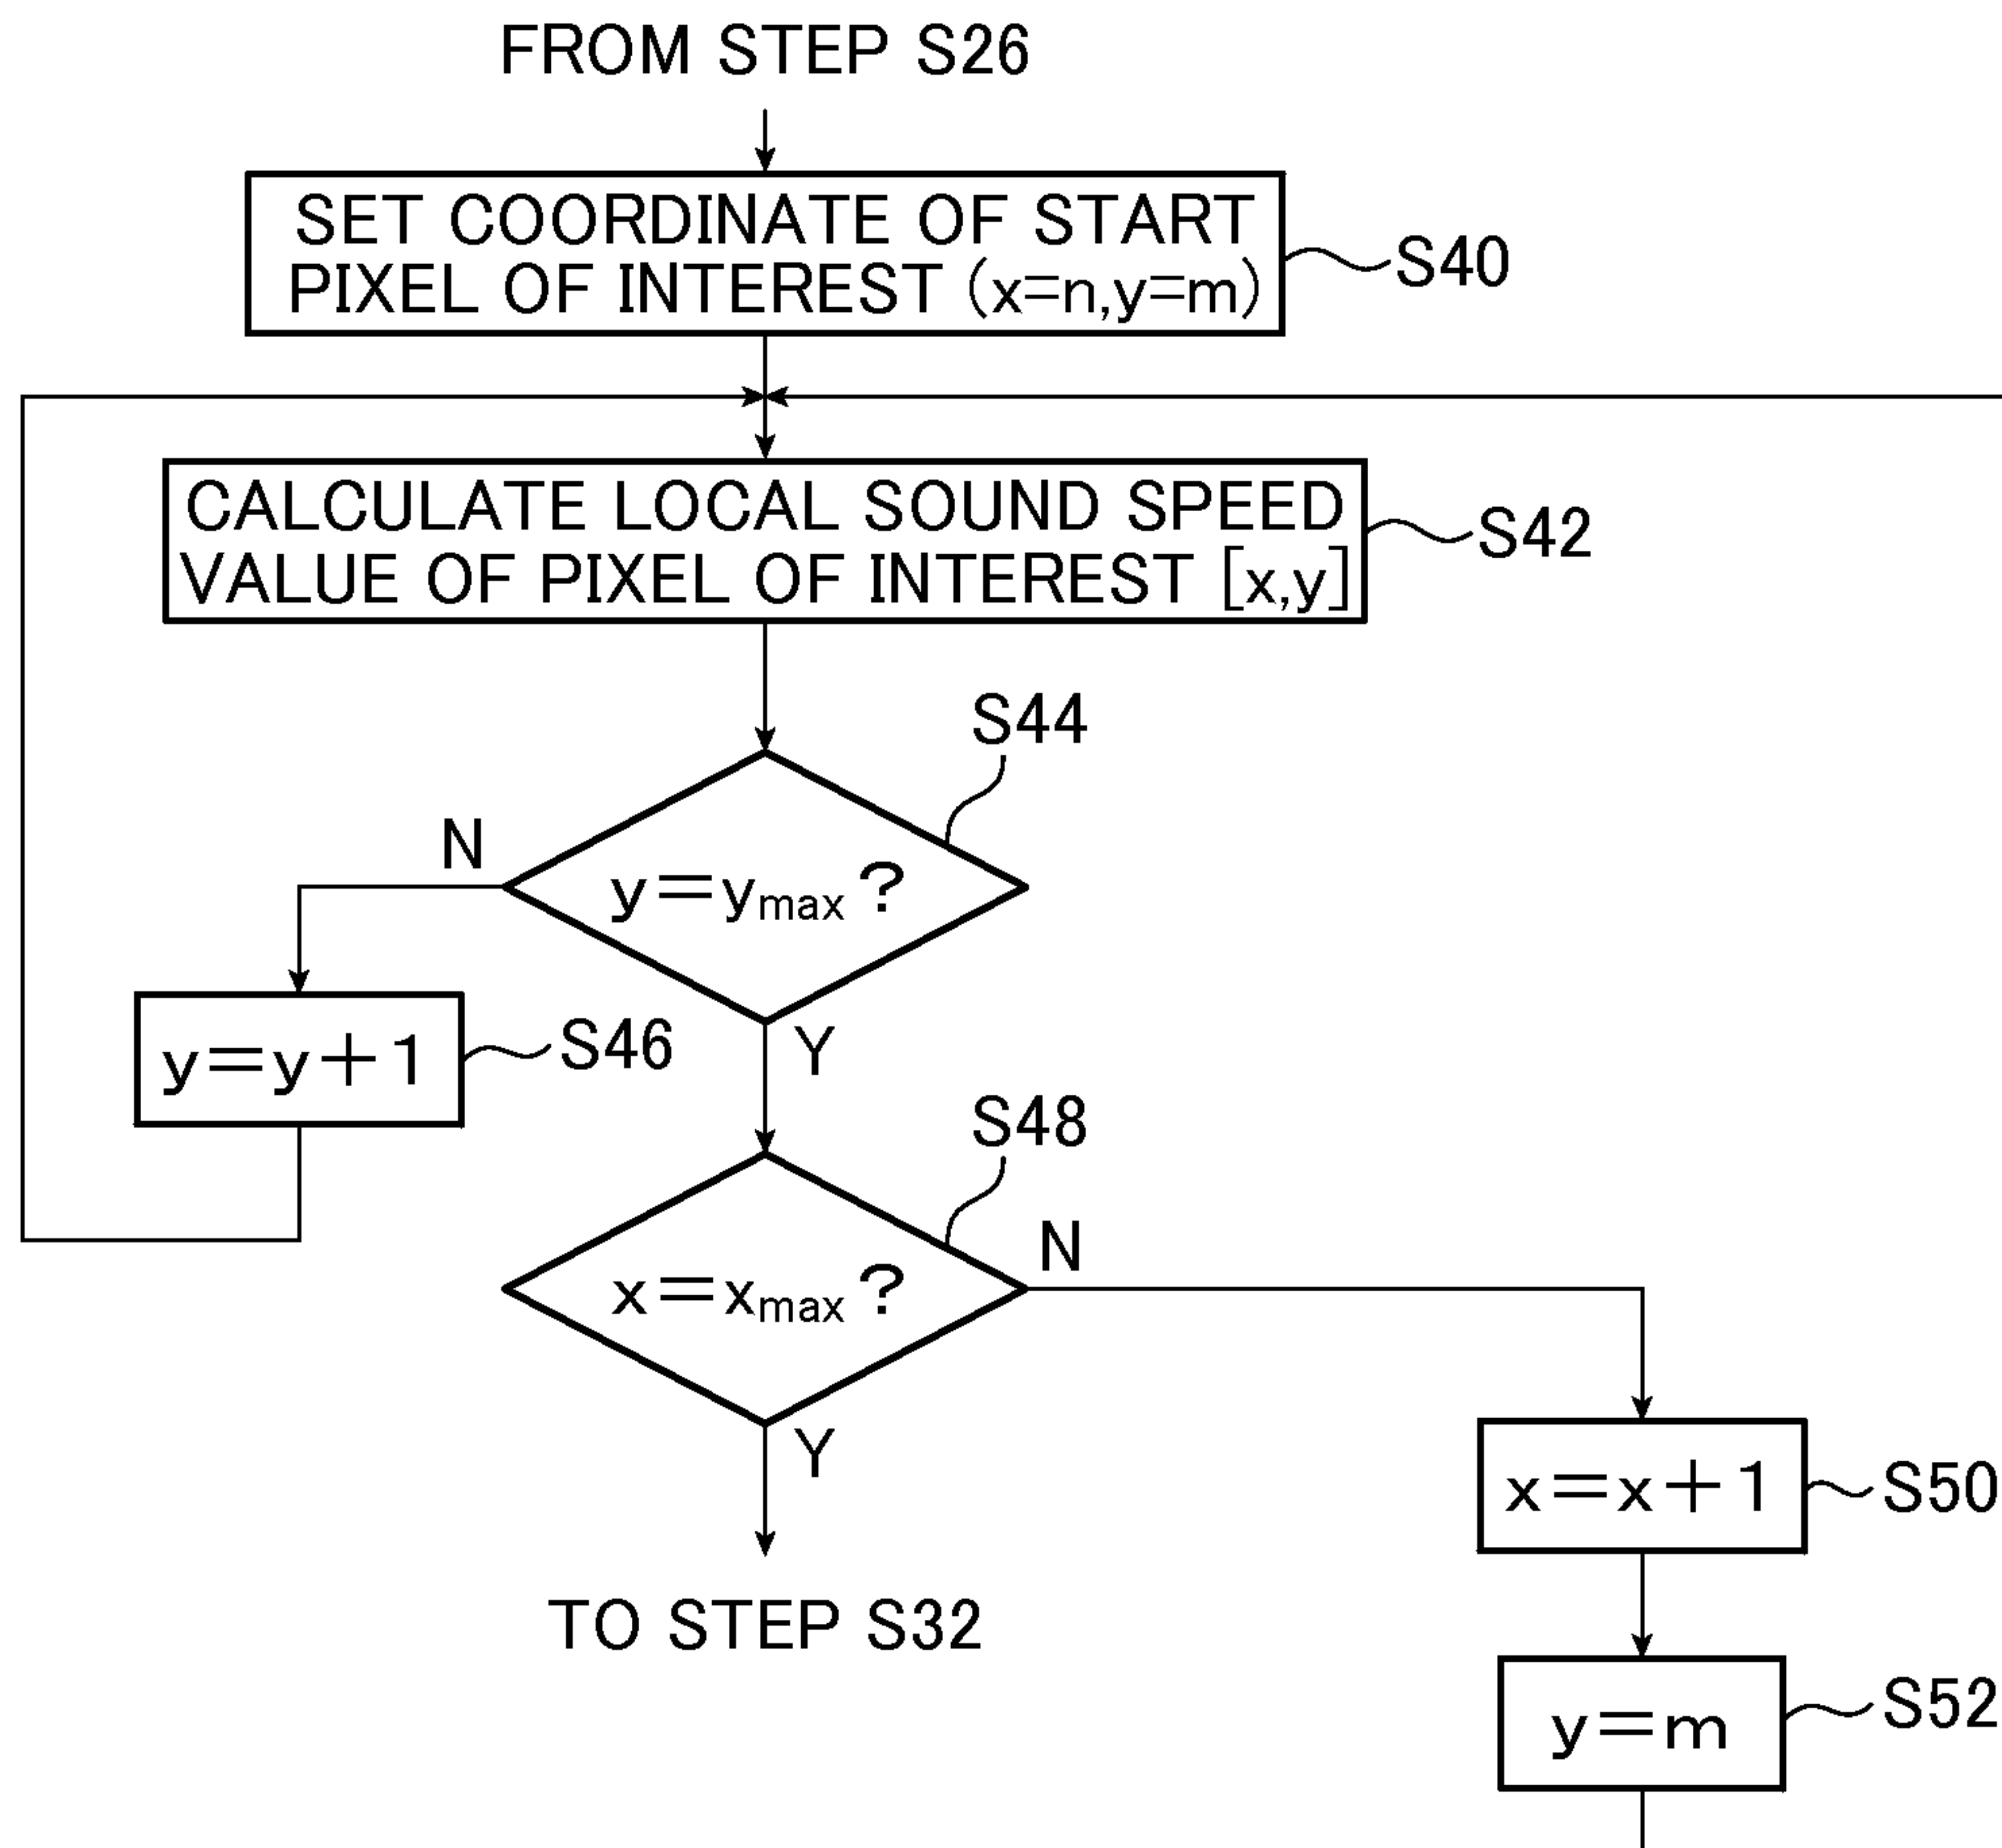 FROM STEP S26
SET COORDINATE OF START
PIXEL OF INTEREST (x=n,y=m)
S40
CALCULATE LOCAL SOUND SPEED
VALUE OF PIXEL OF INTEREST [x,y]
S42
S44
N
y=ymax?
y=y+1
S46
Y
S48
N
x=xmax?
Y
x=x+1
S50
TO STEP S32
y=m
S52